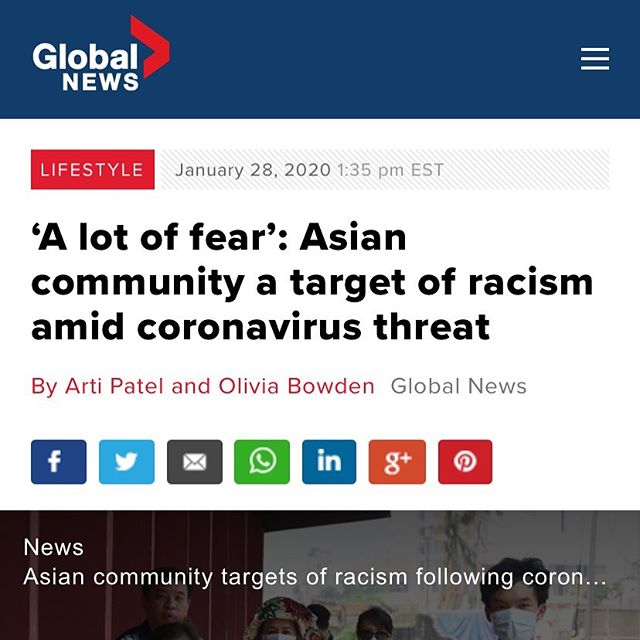 Global
NEWS
LIFESTYLE January 28, 2020 1:35 pm EST
‘A lot of fear’: Asian
community a target of racism
amid coronavirus threat
By Arti Patel and Olivia Bowden Global News
f in g+
News
Asian community targets of racism following coron...